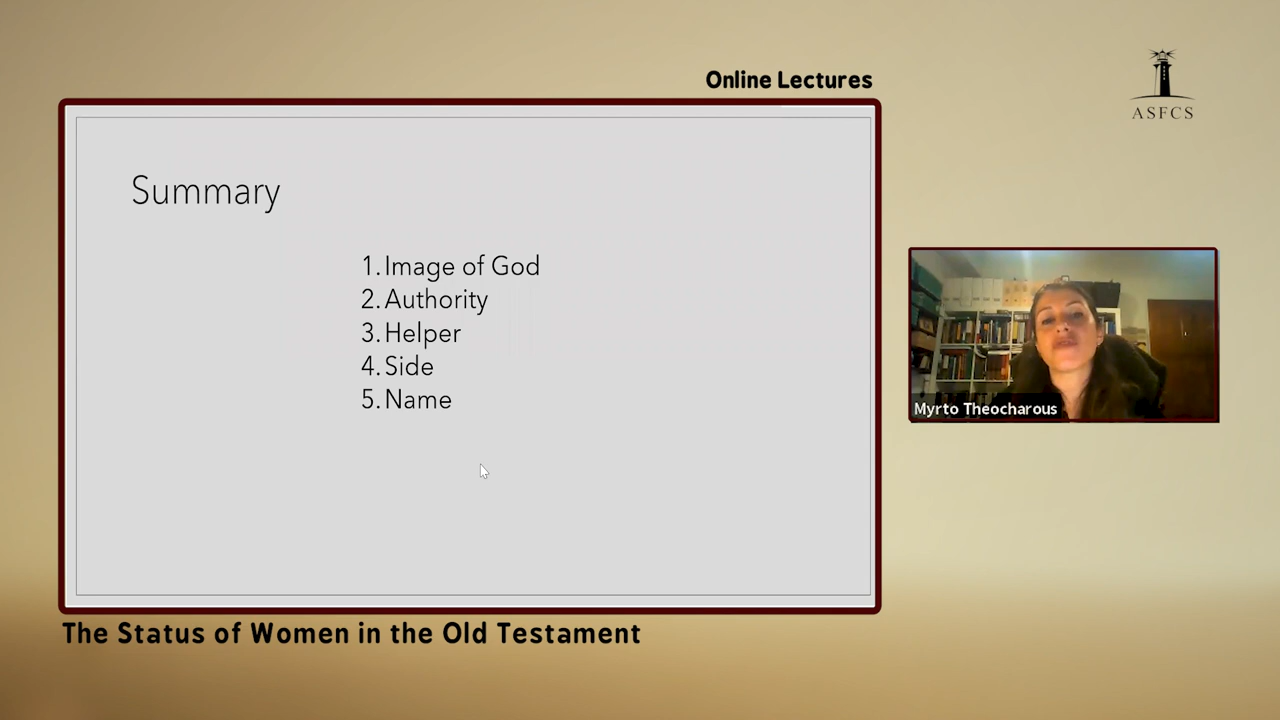 Online Lectures
ASFCS
Summary
1. Image of God
2. Authority
3. Helper
4. Side
5. Name
Myrto Theocharous
The Status of Women in the Old Testament